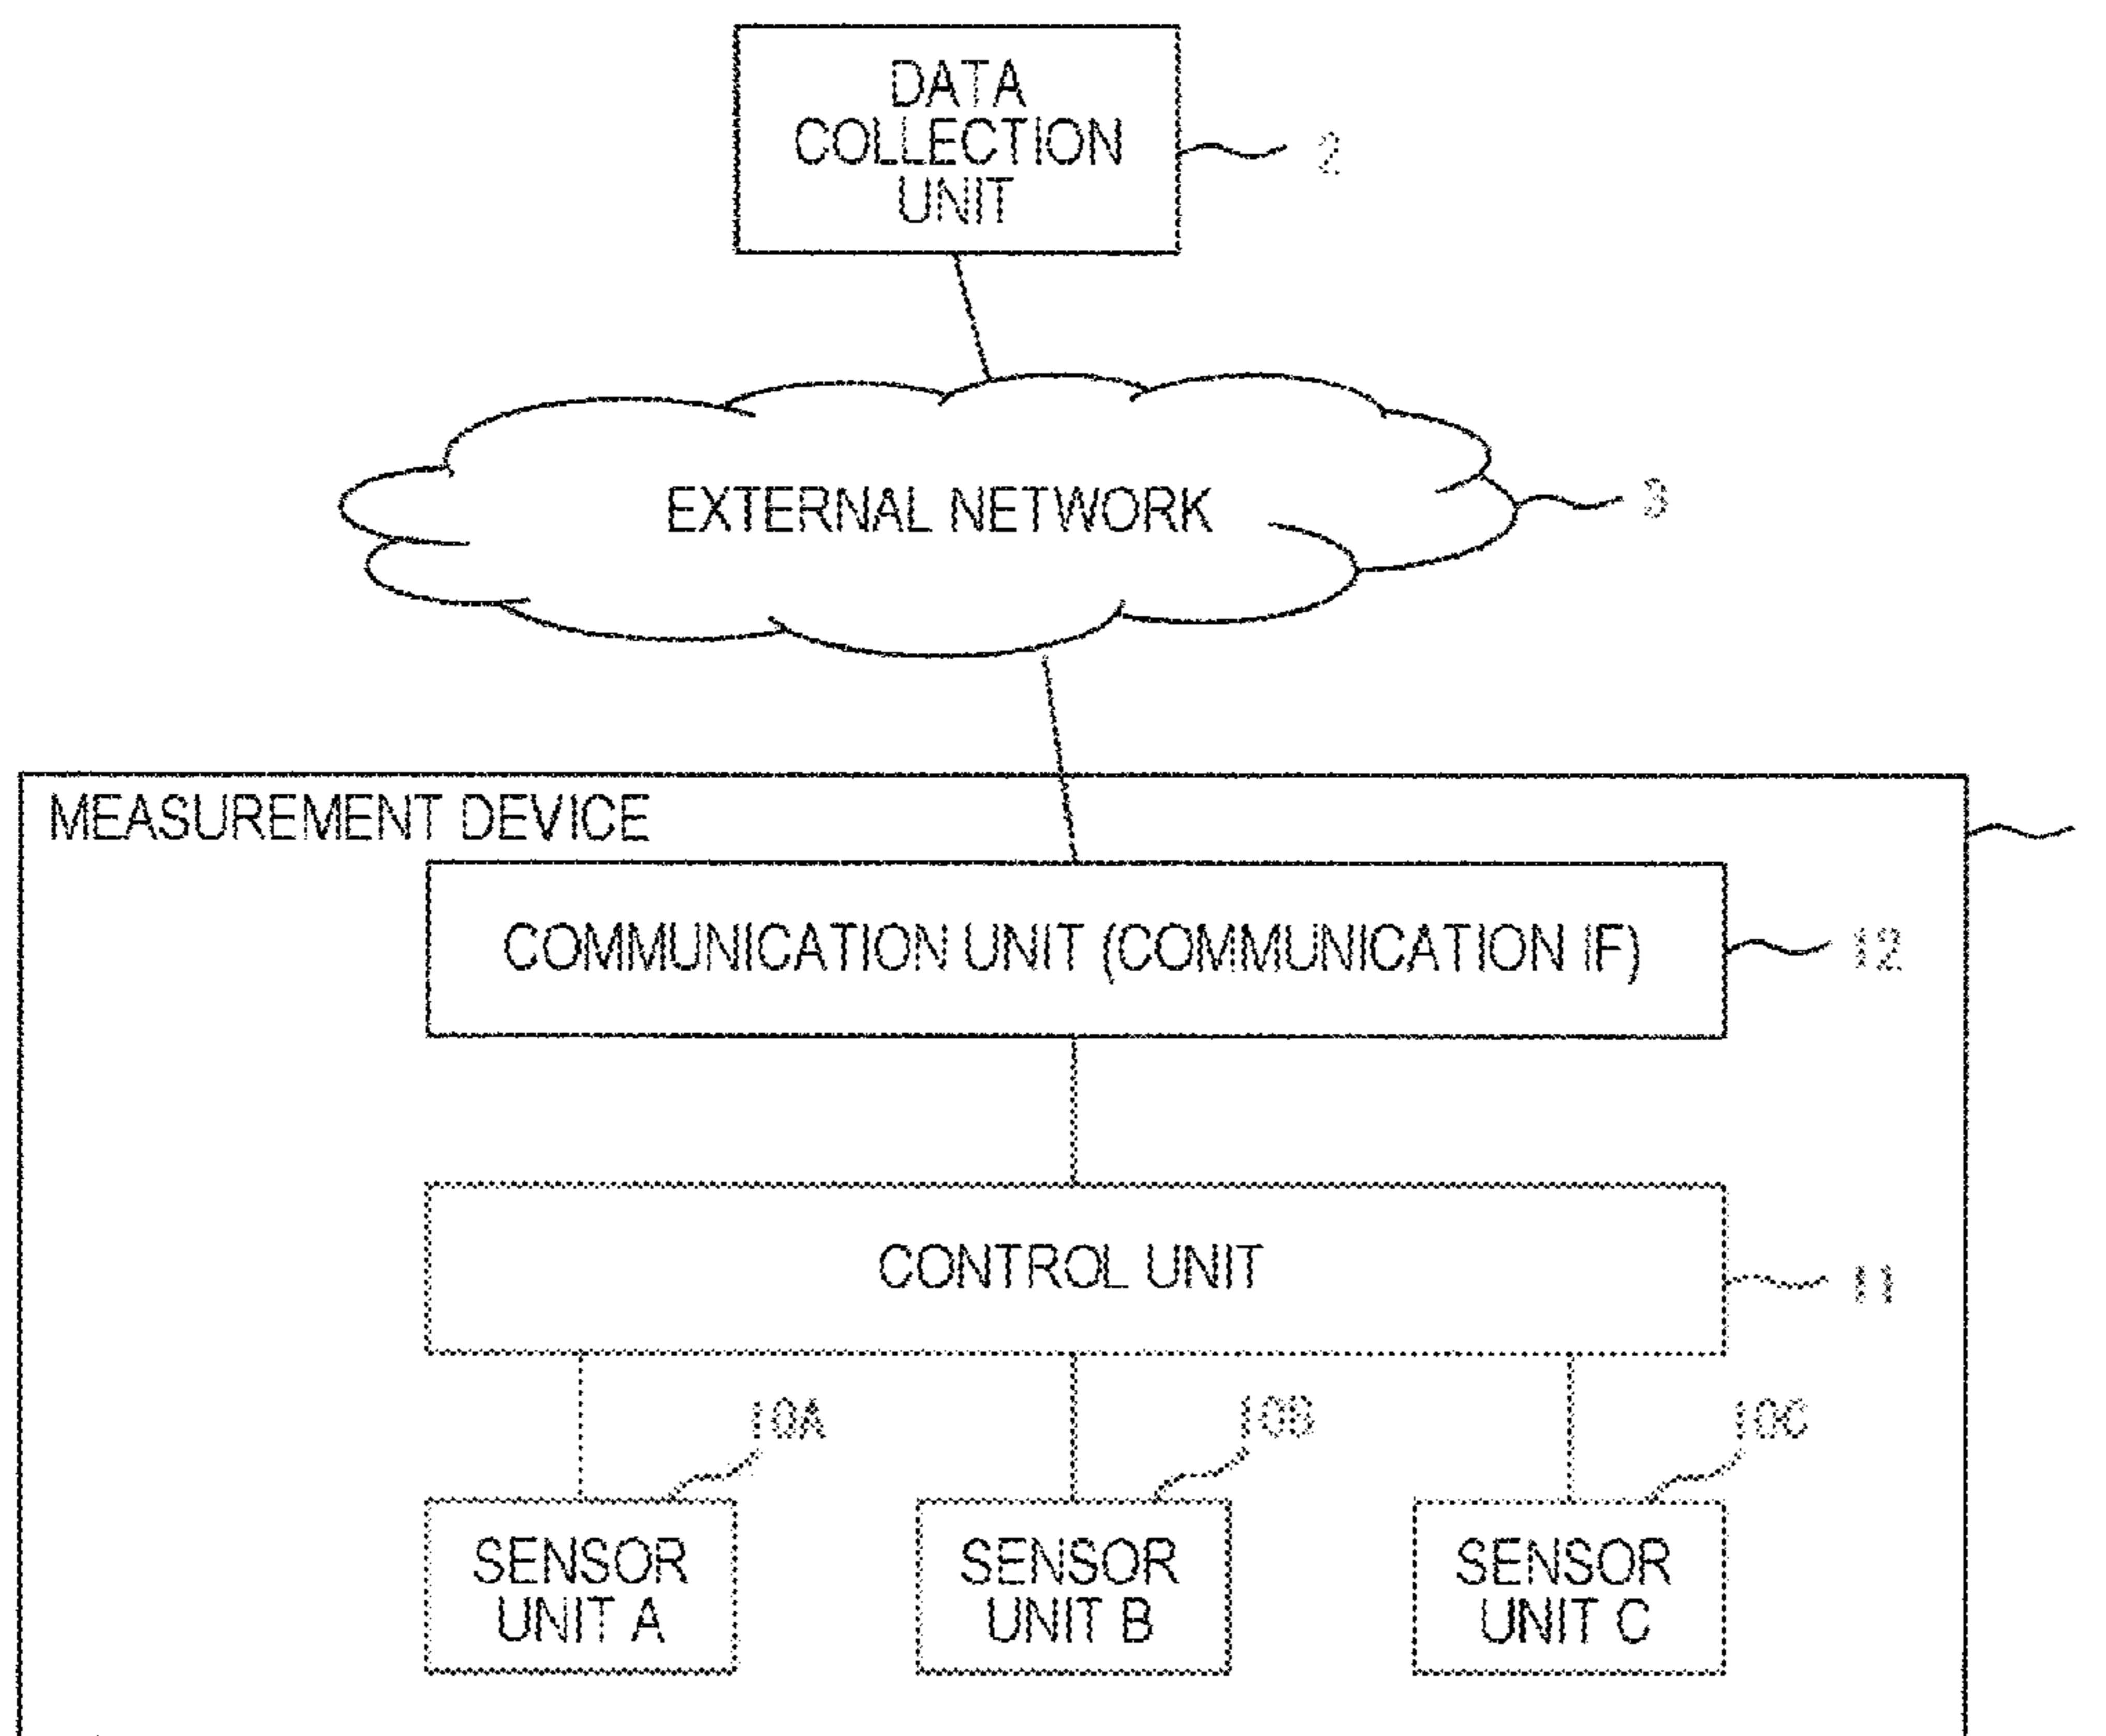 DATA
COLLECTION
UNIT
2
EXTERNAL NETWORK
3
MEASUREMENT DEVICE
COMMUNICATION UNIT (COMMUNICATION IF)
12
CONTROL UNIT
11
10A
10B
10C
SENSOR
UNIT A
SENSOR
UNIT B
SENSOR
UNIT C